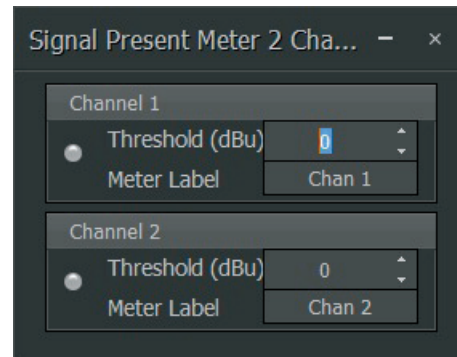 Signal Present Meter 2 Cha...
Channel 1
Threshold (dBu) 0
Meter Label Chan 1
Channel 2
Threshold (dBu) 0
Meter Label Chan 2